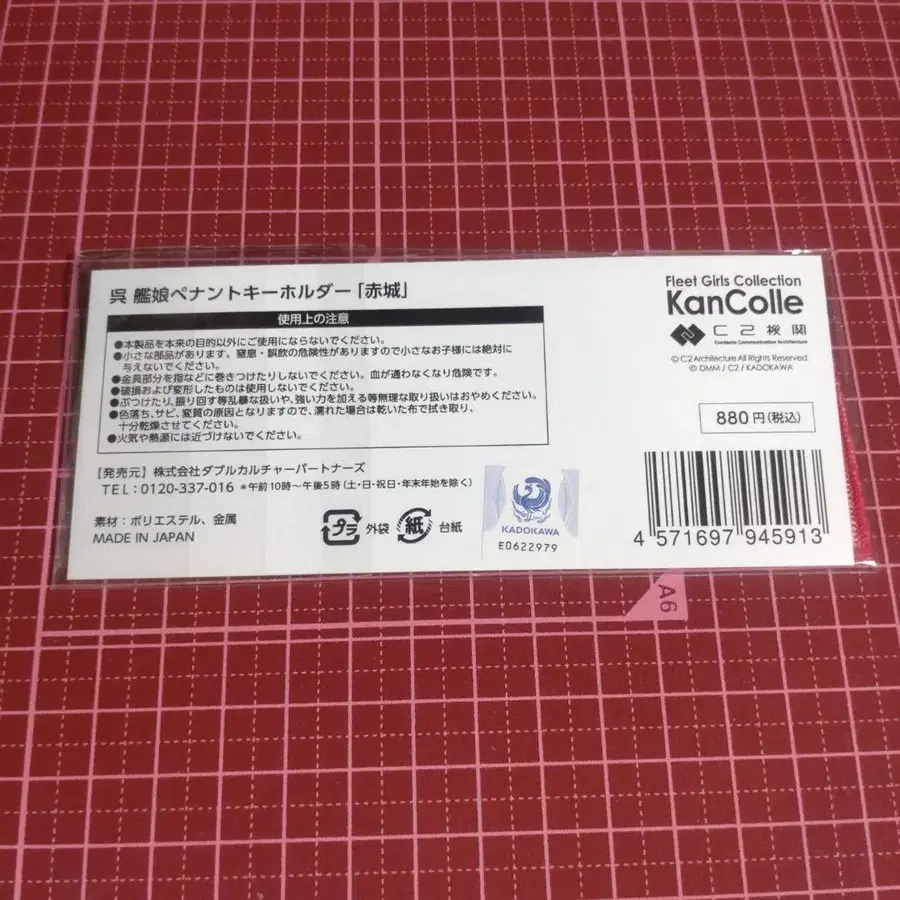 呉 艦娘ペナントキーホルダー「赤城」
使用上の注意
●本製品を本来の目的以外にご使用にならないでください。
●小さな部品があります。窒息・誤飲の危険性がありますので小さなお子様には絶対に
与えないでください。
●金具部分を指などに巻きつけたりしないでください。血が通わなくなり危険です。
●破損および変形したものは使用しないでください。
●ぶつけたり、振り回す等乱暴な扱いや、強い力を加える等無理な取り扱いはおやめください。
●色落ち、サビ、変質の原因となりますので、濡れた場合は乾いた布で拭き取り、
十分乾燥させてください。
●火気や熱源には近づけないでください。
【発売元】株式会社ダブルカルチャーパートナーズ
TEL:0120-337-016 *午前10時〜午後5時(土・日・祝日・年末年始を除く)
素材:ポリエステル、金属
MADE IN JAPAN
プラ 外袋 紙 台紙
KADOKAWA
E0622979
Fleet Girls Collection
KanColle
C2機関
Contents Communication Architecture
© C2 Architecture.All Rights Reserved.
© DMM / C2 / KADOKAWA
880円(税込)
4 571697 945913
A6